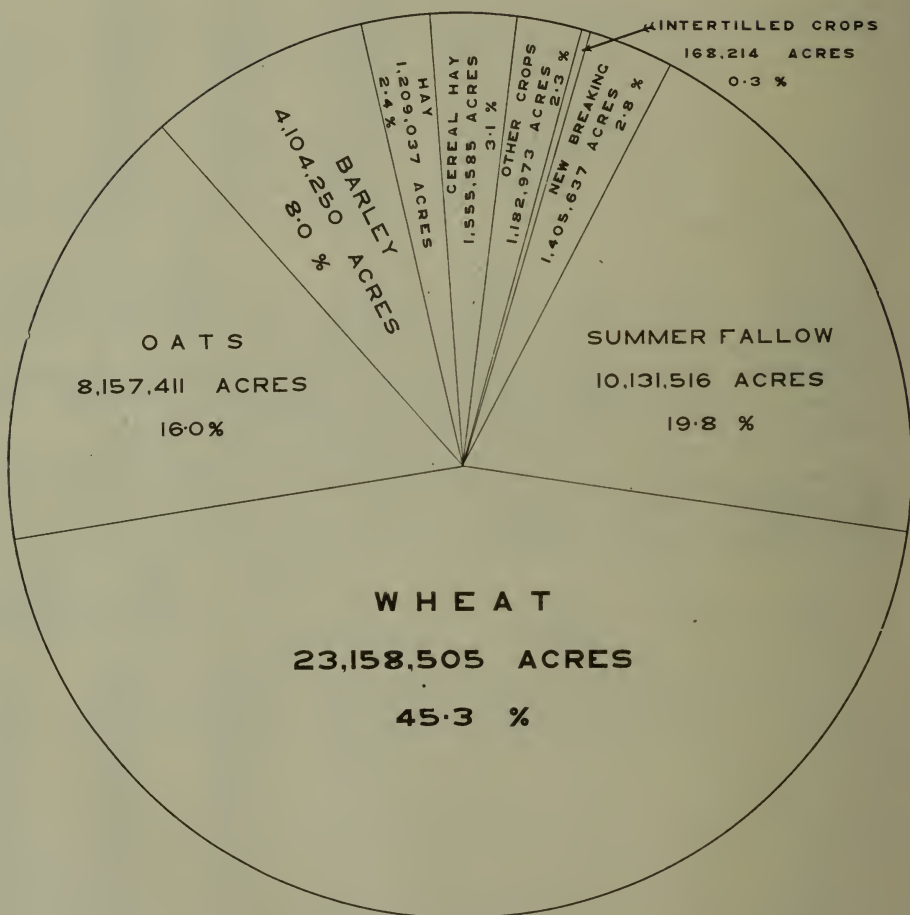 INTERTILLED CROPS
168,214 ACRES
0·3 %
HAY
1,209,037 ACRES
2·4 %
CEREAL HAY
1,555,585 ACRES
3·1 %
OTHER CROPS
1,182,973 ACRES
2·3 %
NEW BREAKING
1,405,637 ACRES
2·8 %
BARLEY
4,104,250 ACRES
8·0 %
OATS
8,157,411 ACRES
16·0%
SUMMER FALLOW
10,131,516 ACRES
19·8 %
WHEAT
23,158,505 ACRES
45·3 %